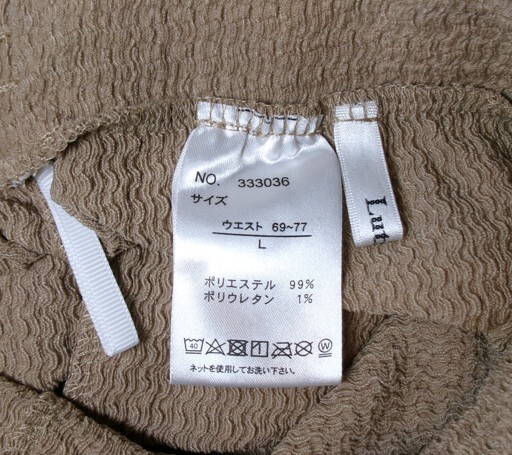 NO. 333036
サイズ
ウエスト 69~77
L
ポリエステル 99%
ポリウレタン 1%
40
W
ネットを使用してお洗い下さい。
Lut